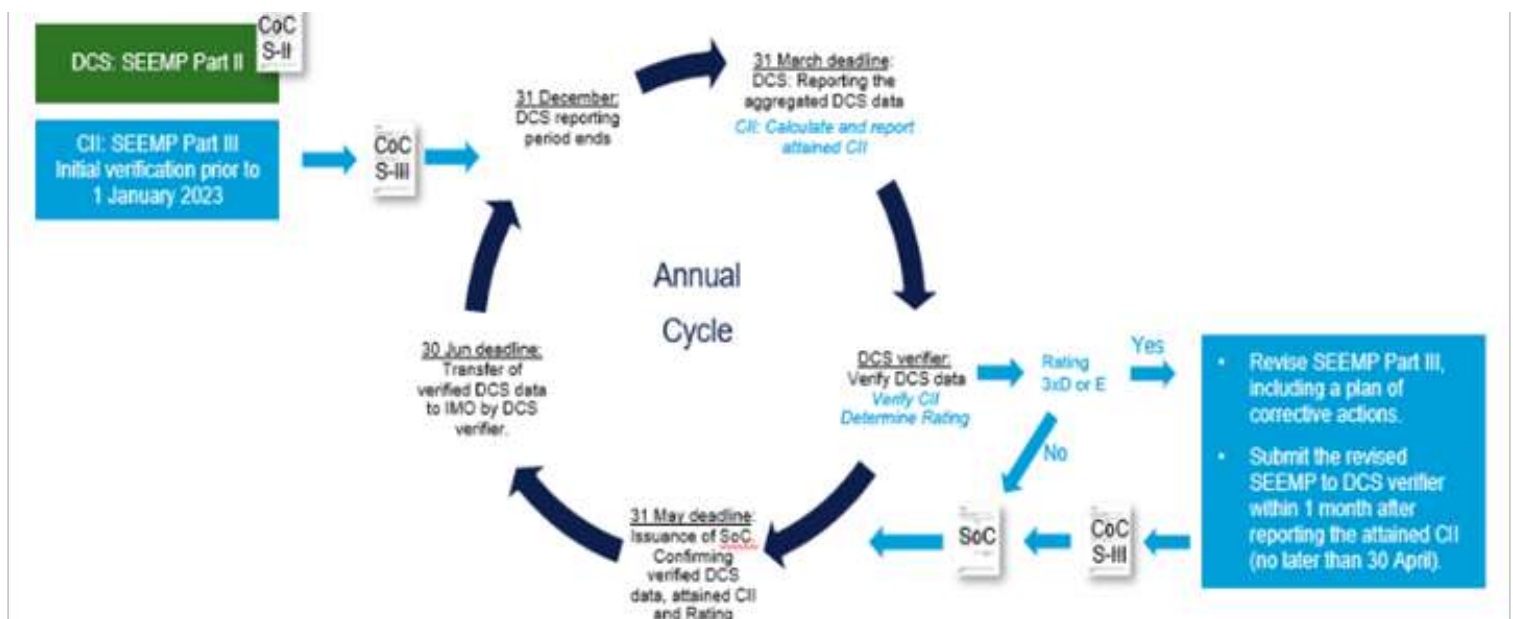 CoC
S-II
DCS: SEEMP Part II
CII: SEEMP Part III
Initial verification prior to
1 January 2023
CoC
S-III
31 December:
DCS reporting
period ends
31 March deadline:
DCS: Reporting the
aggregated DCS data
CII: Calculate and report
attained CII
Annual
Cycle
DCS verifier:
Verify DCS data
Verify CII
Determine Rating
Rating
3xD or E
Yes
No
• Revise SEEMP Part III,
including a plan of
corrective actions.
• Submit the revised
SEEMP to DCS verifier
within 1 month after
reporting the attained CII
(no later than 30 April).
CoC
S-III
SoC
31 May deadline:
Issuance of SoC.
Confirming
verified DCS
data, attained CII
and Rating
30 Jun deadline:
Transfer of
verified DCS data
to IMO by DCS
verifier.